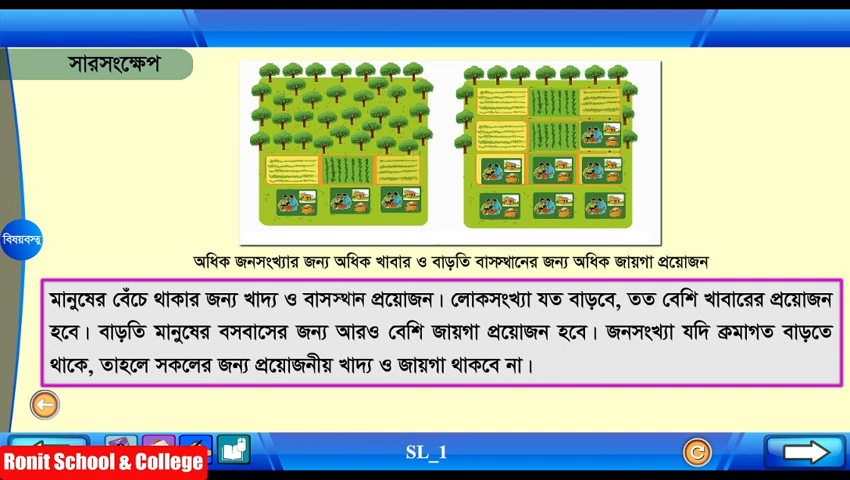 সারসংক্ষেপ
বিষয়বস্তু
অধিক জনসংখ্যার জন্য অধিক খাবার ও বাড়তি বাসস্থানের জন্য অধিক জায়গা প্রয়োজন
মানুষের বেঁচে থাকার জন্য খাদ্য ও বাসস্থান প্রয়োজন। লোকসংখ্যা যত বাড়বে, তত বেশি খাবারের প্রয়োজন
হবে। বাড়তি মানুষের বসবাসের জন্য আরও বেশি জায়গা প্রয়োজন হবে। জনসংখ্যা যদি ক্রমাগত বাড়তে
থাকে, তাহলে সকলের জন্য প্রয়োজনীয় খাদ্য ও জায়গা থাকবে না।
SL_1
Ronit School & College